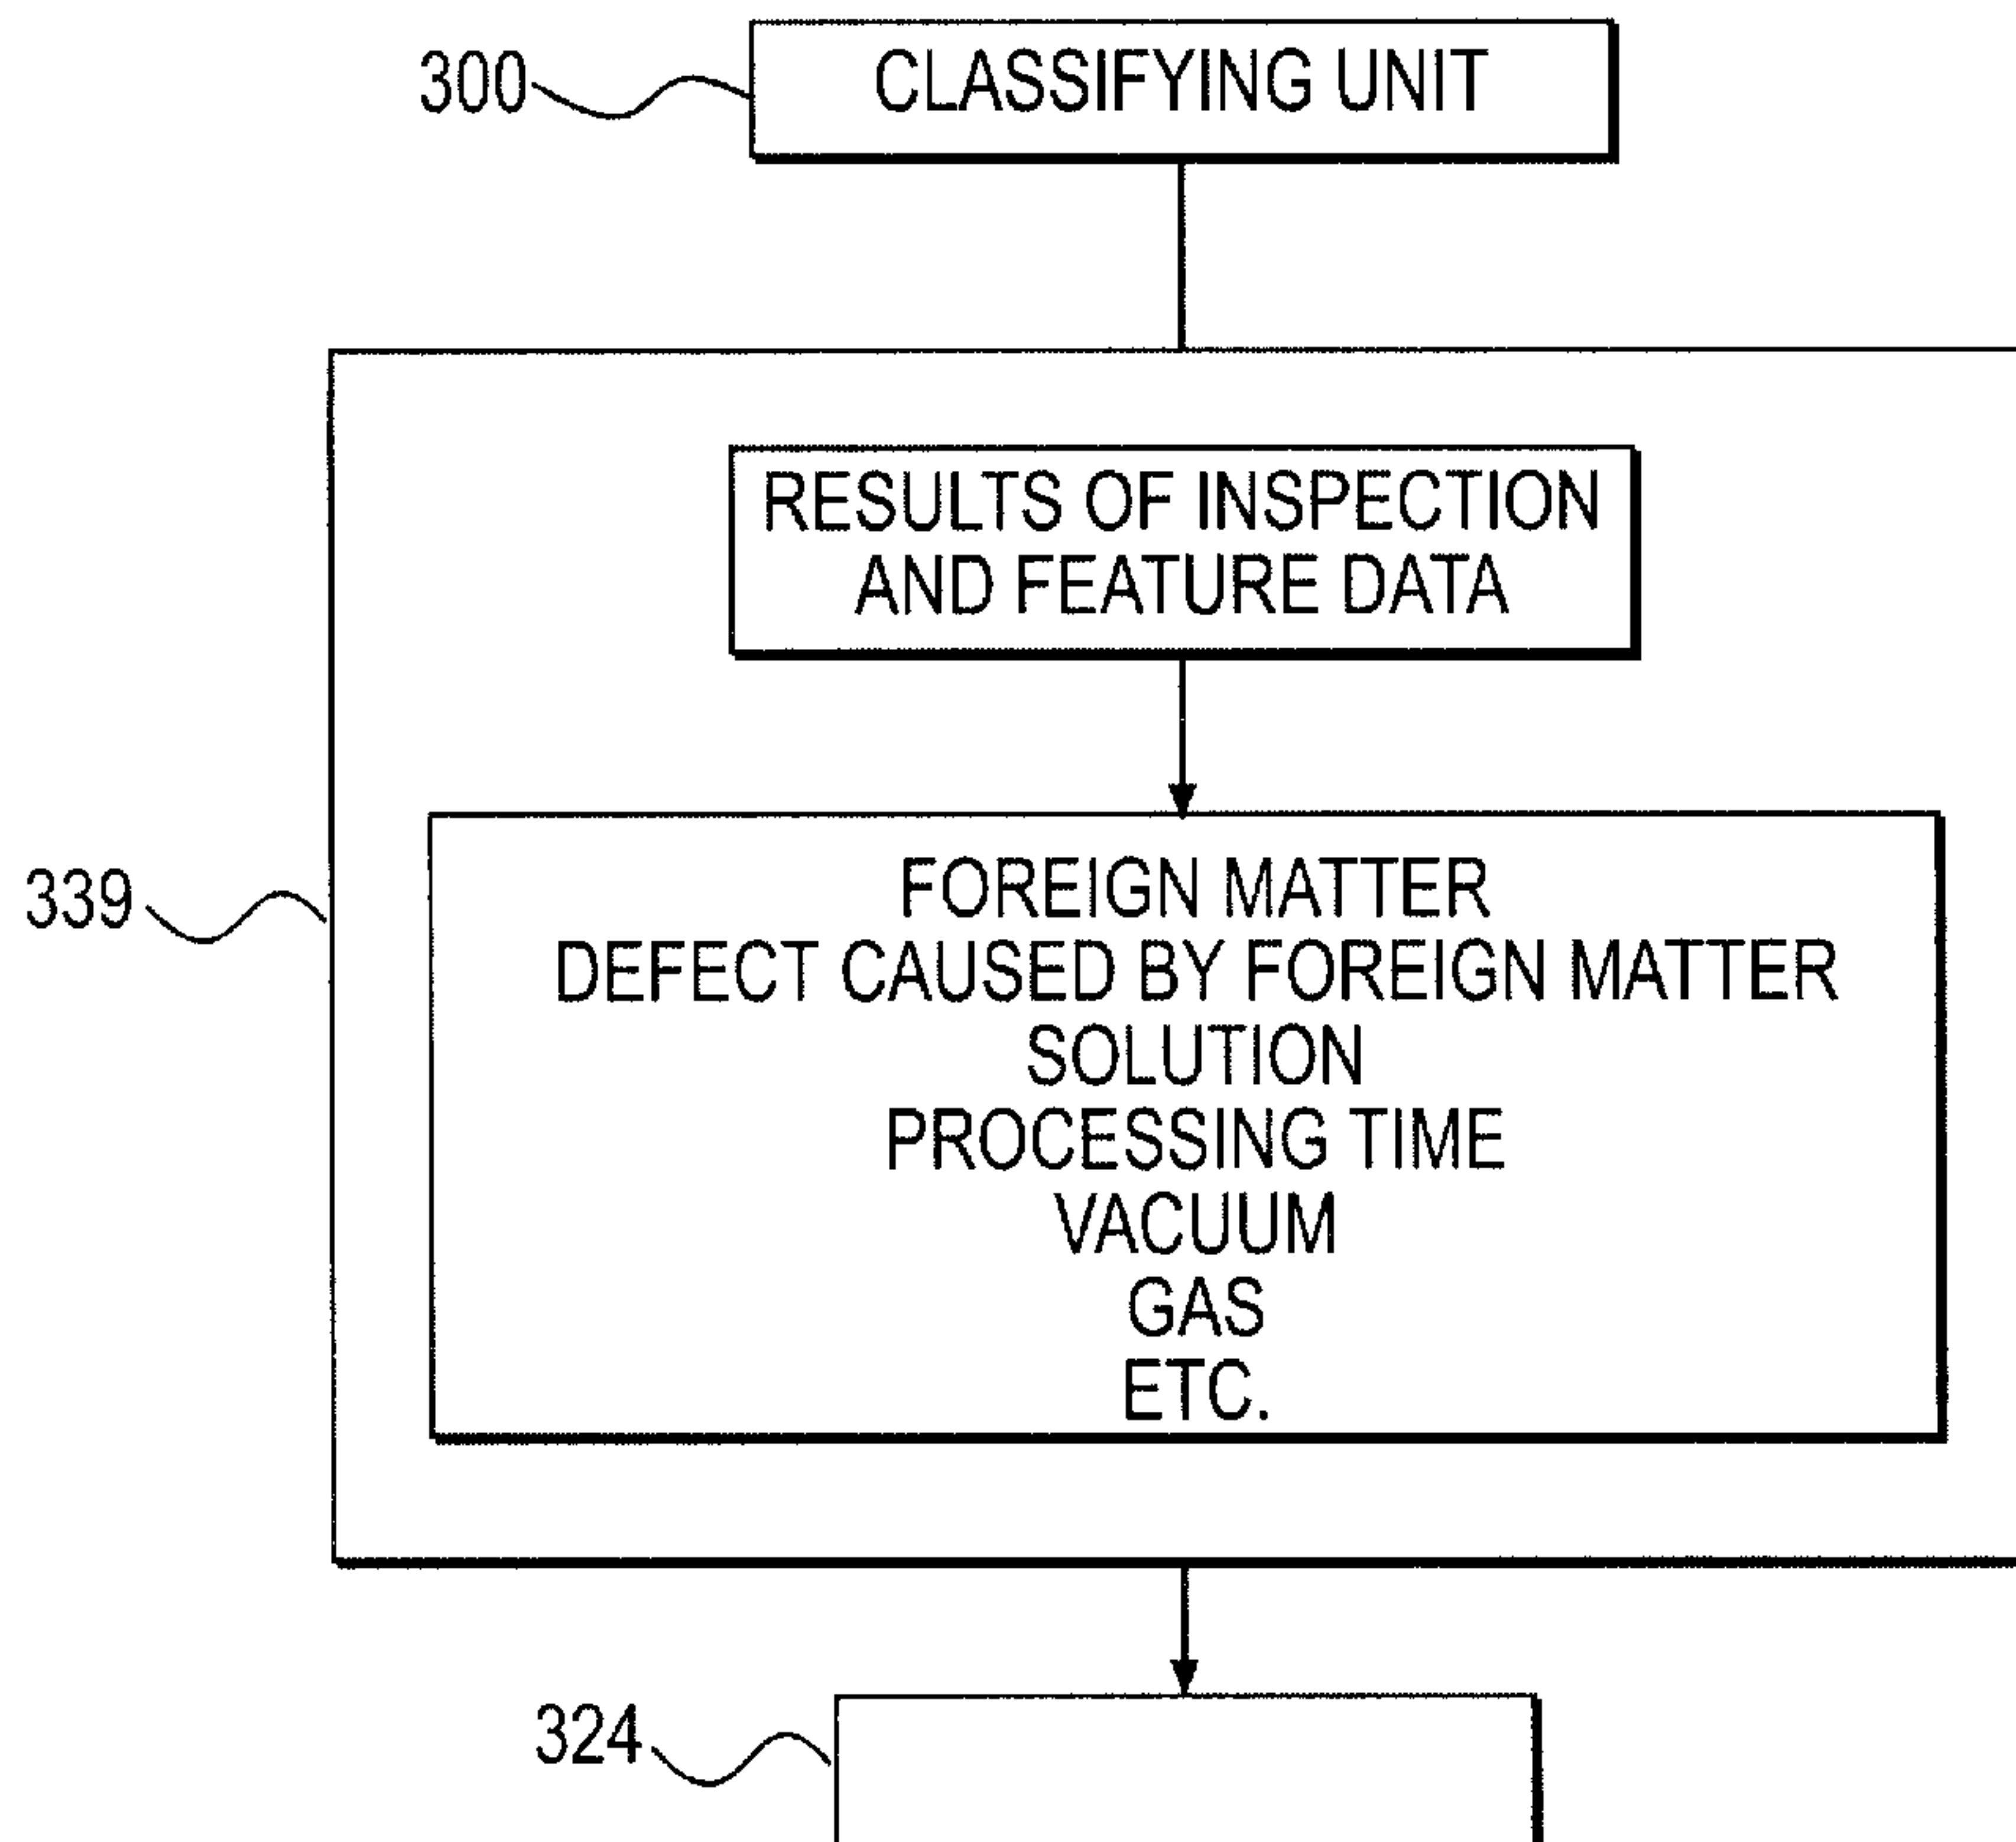 300
CLASSIFYING UNIT
RESULTS OF INSPECTION
AND FEATURE DATA
339
FOREIGN MATTER
DEFECT CAUSED BY FOREIGN MATTER
SOLUTION
PROCESSING TIME
VACUUM
GAS
ETC.
324